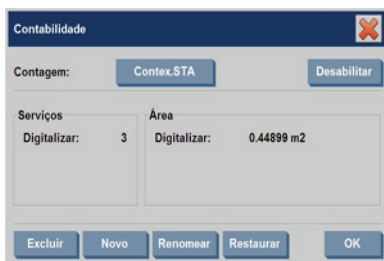 Contabilidade
Contagem: Contex.STA Desabilitar
Serviços Área
Digitalizar: 3 Digitalizar: 0.44899 m2
Excluir Novo Renomear Restaurar OK